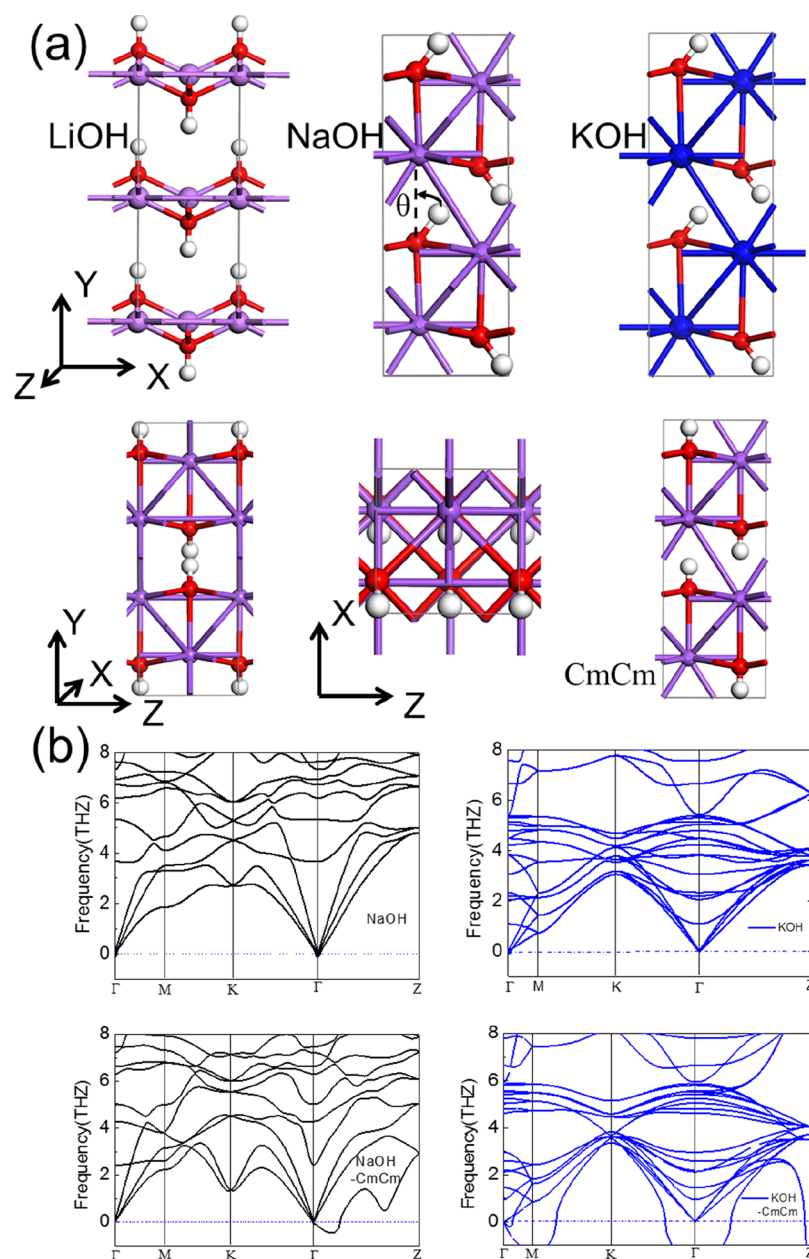 (a)
LiOH
NaOH
KOH
θ
Y
Z
X
Y
X
Z
X
Z
CmCm
(b)
8
6
4
2
0
Frequency(THZ)
NaOH
Γ
M
K
Γ
Z
8
6
4
2
0
Frequency(THZ)
KOH
Γ
M
K
Γ
Z
8
6
4
2
0
Frequency(THZ)
NaOH
-CmCm
Γ
M
K
Γ
Z
8
6
4
2
0
Frequency(THZ)
KOH
-CmCm
Γ
M
K
Γ
Z